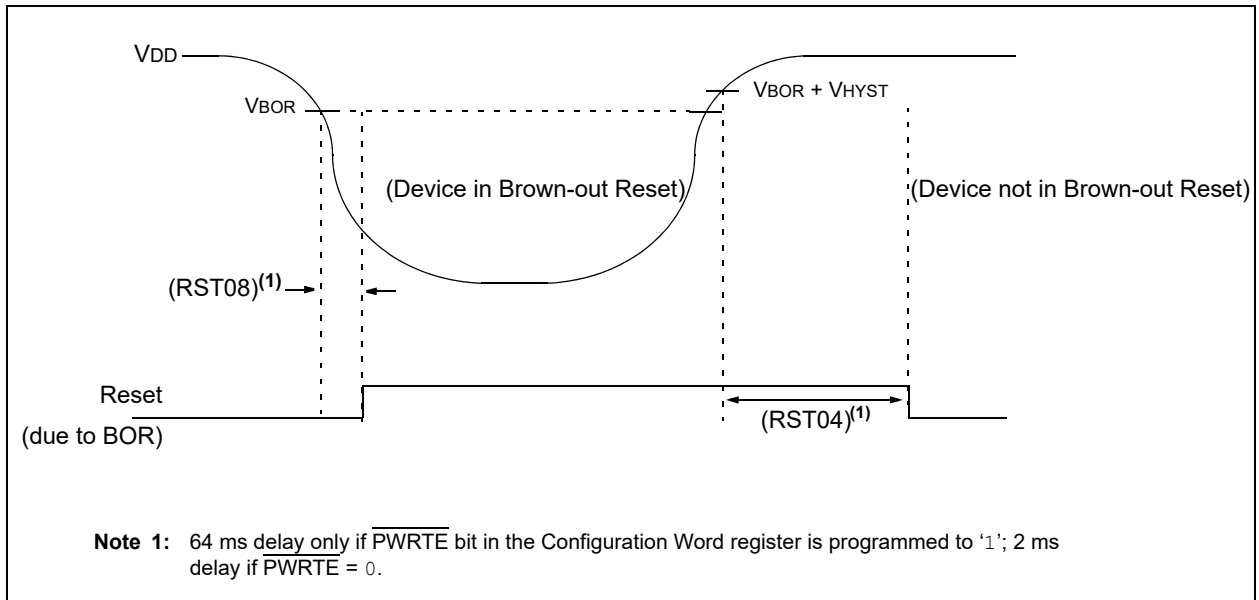 VDD
VBOR
VBOR + VHYST
(Device in Brown-out Reset)
(Device not in Brown-out Reset)
(RST08)(1)
Reset
(due to BOR)
(RST04)(1)
Note 1: 64 ms delay only if PWRTE bit in the Configuration Word register is programmed to ‘1’; 2 ms
delay if PWRTE = 0.